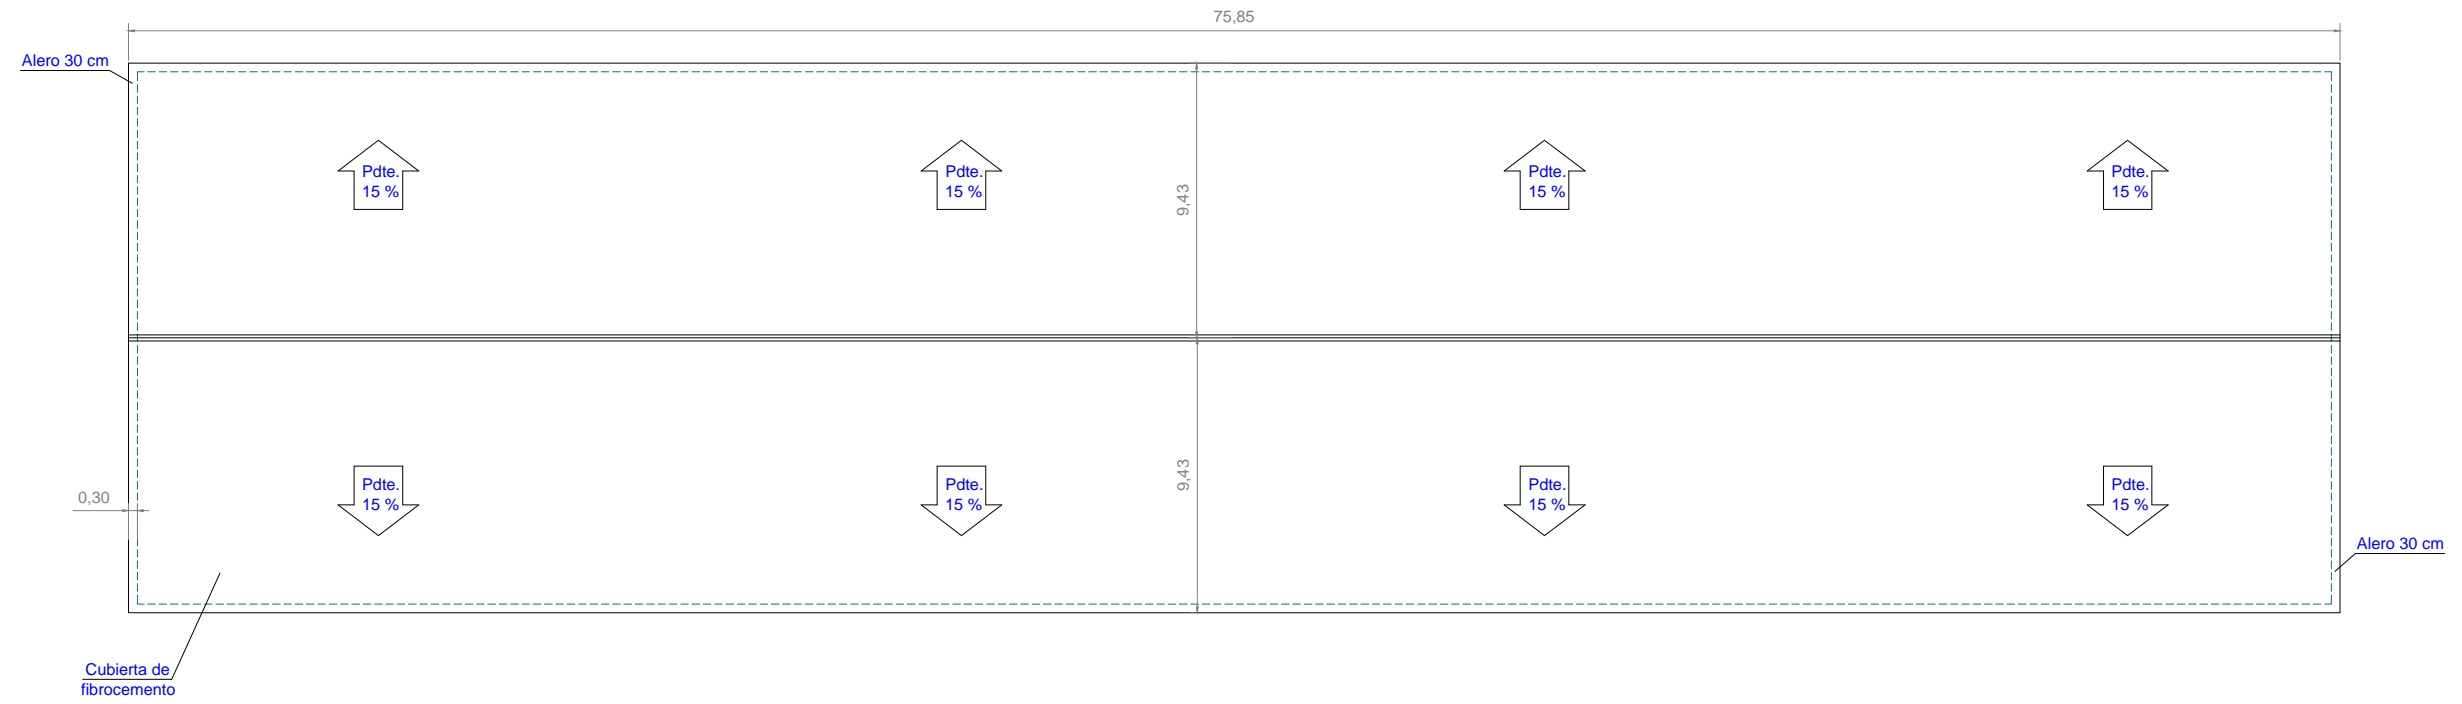 75,85
Alero 30 cm
Pdte.
15 %
Pdte.
15 %
Pdte.
15 %
Pdte.
15 %
9,43
9,43
0,30
Pdte.
15 %
Pdte.
15 %
Pdte.
15 %
Pdte.
15 %
Alero 30 cm
Cubierta de
fibrocemento